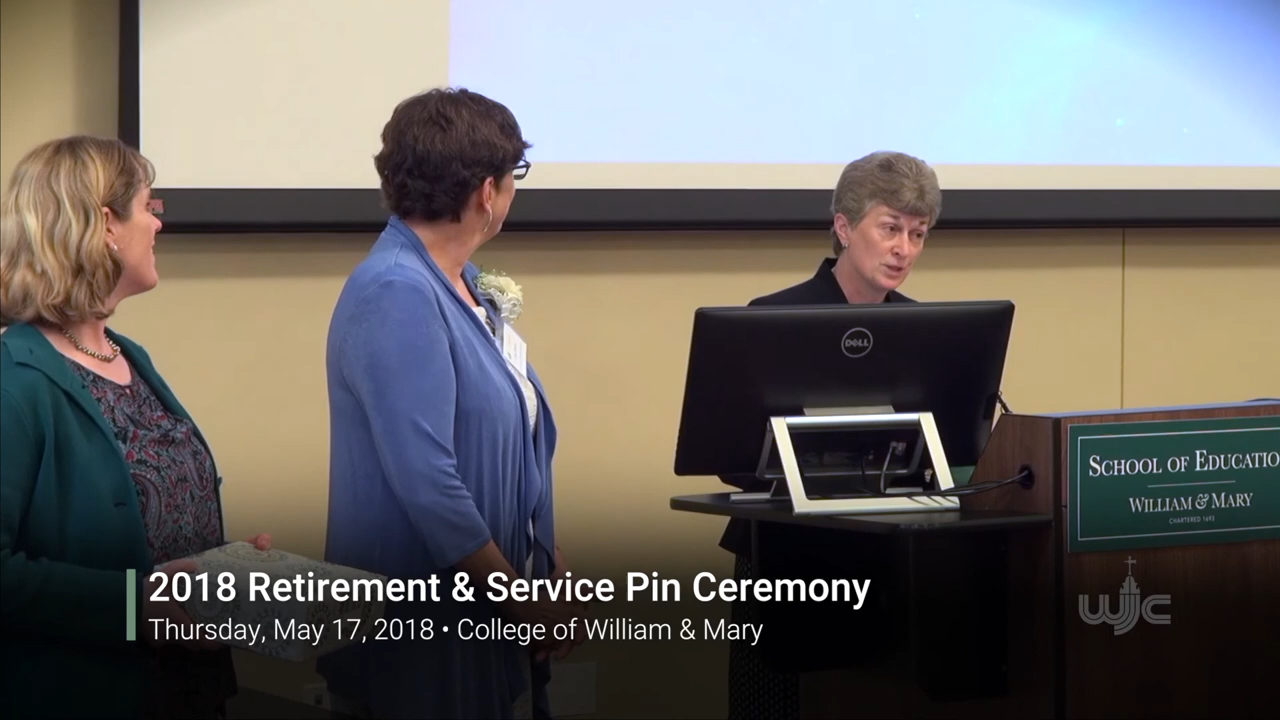 DELL
SCHOOL OF EDUCATIO
WILLIAM & MARY
CHARTERED 1693
2018 Retirement & Service Pin Ceremony
Thursday, May 17, 2018 • College of William & Mary
WJCC